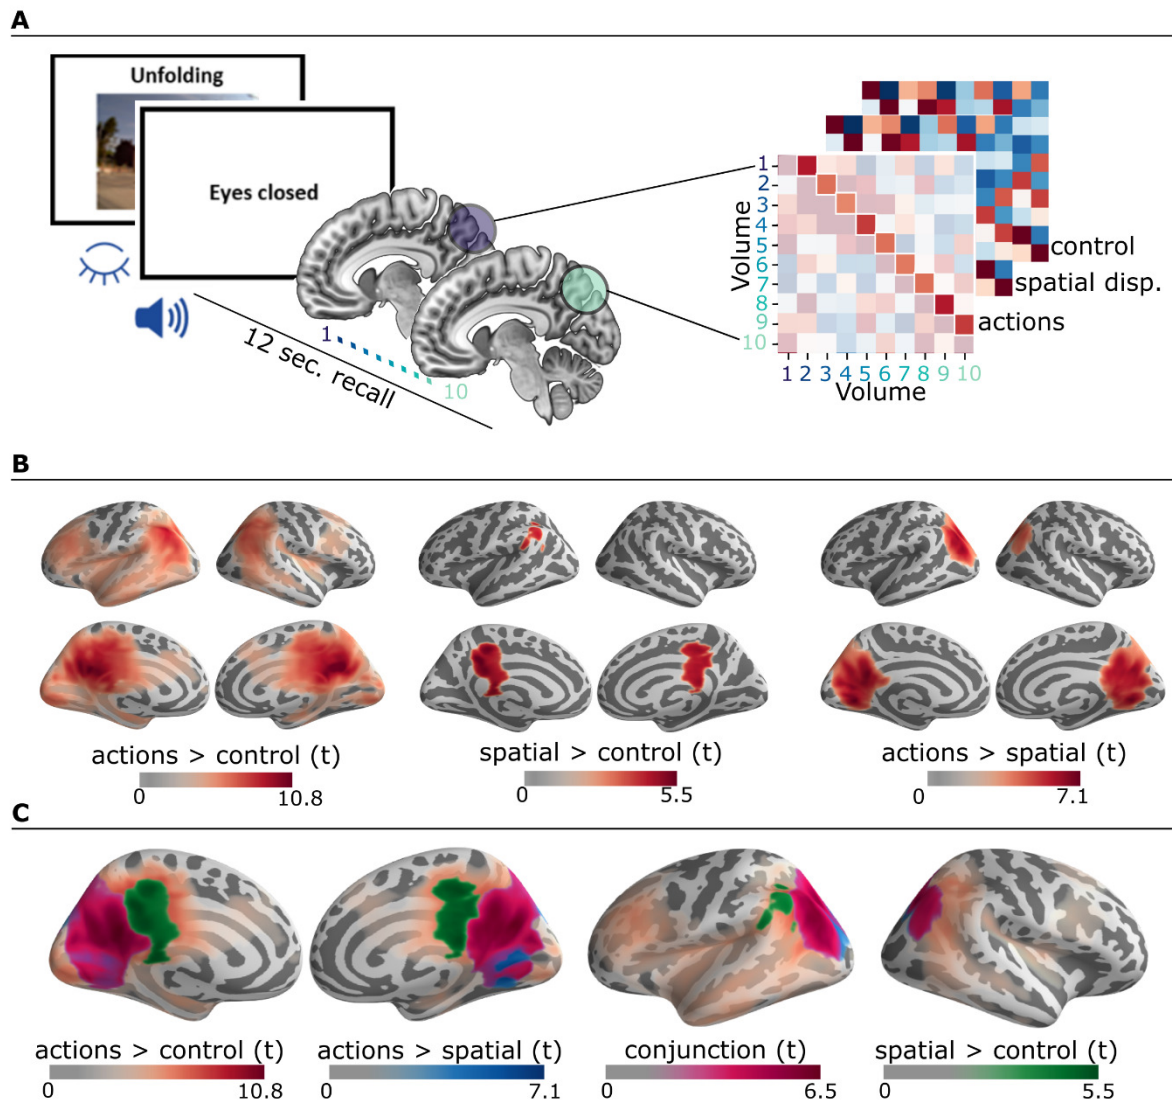 A
Unfolding
Eyes closed
12 sec. recall
1
10
Volume
1
2
3
4
5
6
7
8
9
10
1 2 3 4 5 6 7 8 9 10
Volume
control
spatial disp.
actions
B
actions > control (t)
0 10.8
spatial > control (t)
0 5.5
actions > spatial (t)
0 7.1
C
actions > control (t)
0 10.8
actions > spatial (t)
0 7.1
conjunction (t)
0 6.5
spatial > control (t)
0 5.5